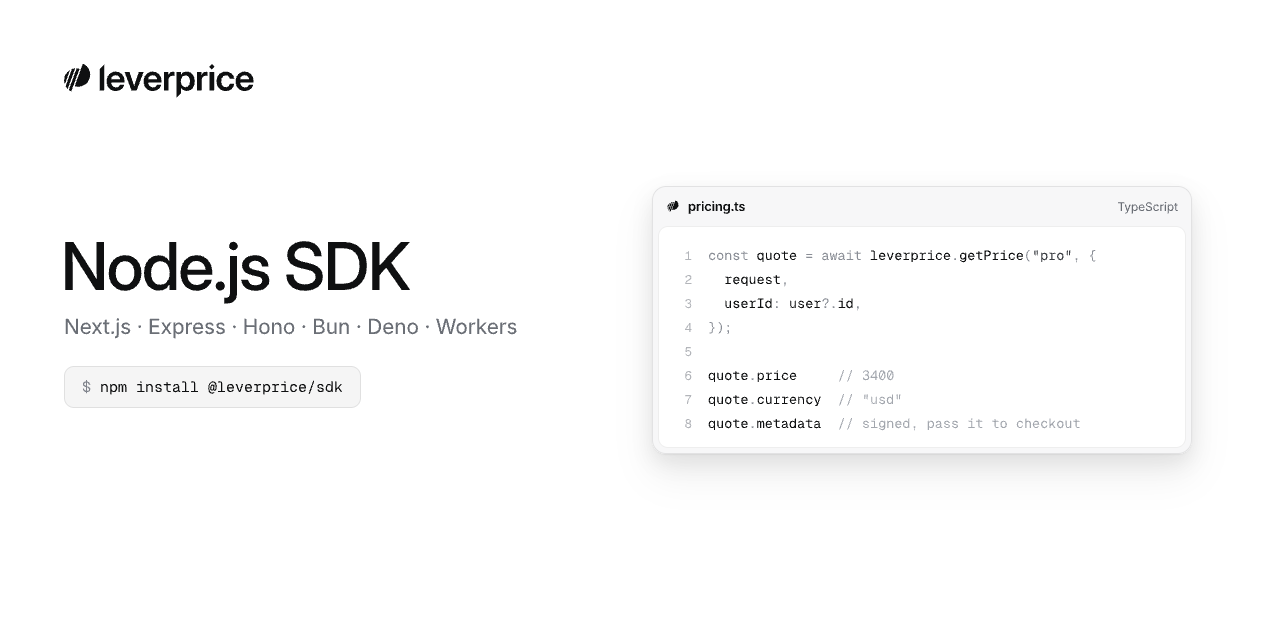 leverprice
Node.js SDK
Next.js · Express · Hono · Bun · Deno · Workers
$ npm install @leverprice/sdk
pricing.ts
TypeScript
1 const quote = await leverprice.getPrice("pro", {
2   request,
3   userId: user?.id,
4 });
5
6 quote.price     // 3400
7 quote.currency  // "usd"
8 quote.metadata  // signed, pass it to checkout